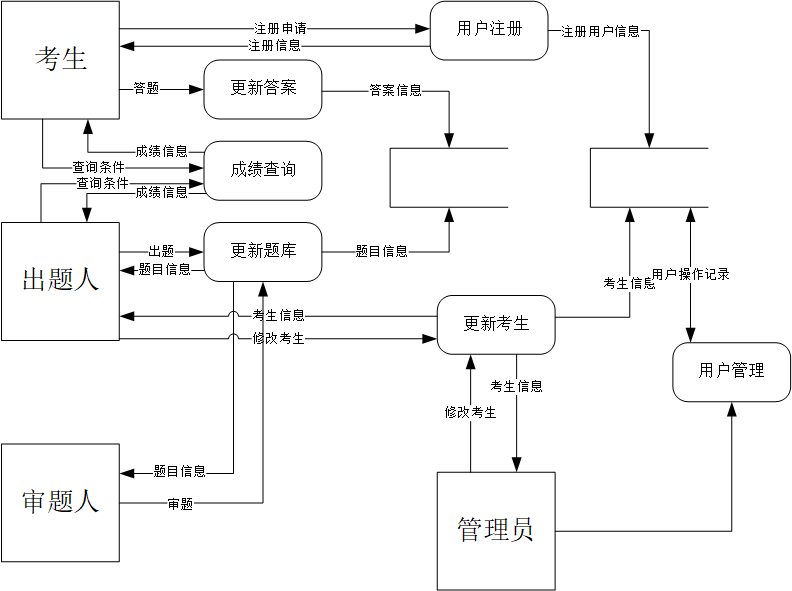 考生
注册申请
注册信息
用户注册
注册用户信息
答题
更新答案
答案信息
成绩信息
查询条件
成绩查询
查询条件
成绩信息
出题人
出题
题目信息
更新题库
题目信息
考生信息
用户操作记录
考生信息
修改考生
更新考生
用户管理
考生信息
修改考生
题目信息
审题人
审题
管理员